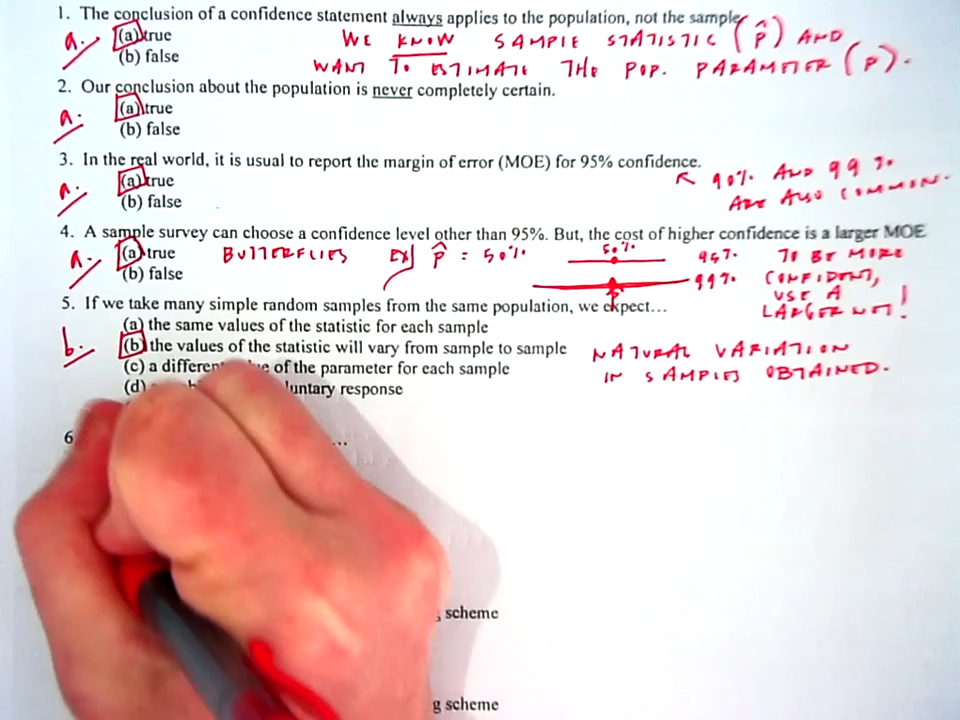 1. The conclusion of a confidence statement always applies to the population, not the sample
a. (a) true WE KNOW SAMPLE STATISTIC (p̂) AND
(b) false WANT TO ESTIMATE THE POP. PARAMETER (p).
2. Our conclusion about the population is never completely certain.
a. (a) true
(b) false
3. In the real world, it is usual to report the margin of error (MOE) for 95% confidence.
a. (a) true 90% AND 99%
(b) false ARE ALSO COMMON.
4. A sample survey can choose a confidence level other than 95%. But, the cost of higher confidence is a larger MOE
a. (a) true BUTTERFLIES EX] p̂ = 50% 50% 95% TO BE MORE
(b) false 99% CONFIDENT,
USE A
5. If we take many simple random samples from the same population, we expect... LARGER NET!
(a) the same values of the statistic for each sample
b. (b) the values of the statistic will vary from sample to sample NATURAL VARIATION
(c) a different of the parameter for each sample IN SAMPLES OBTAINED.
(d) response
6 ...
scheme
g scheme